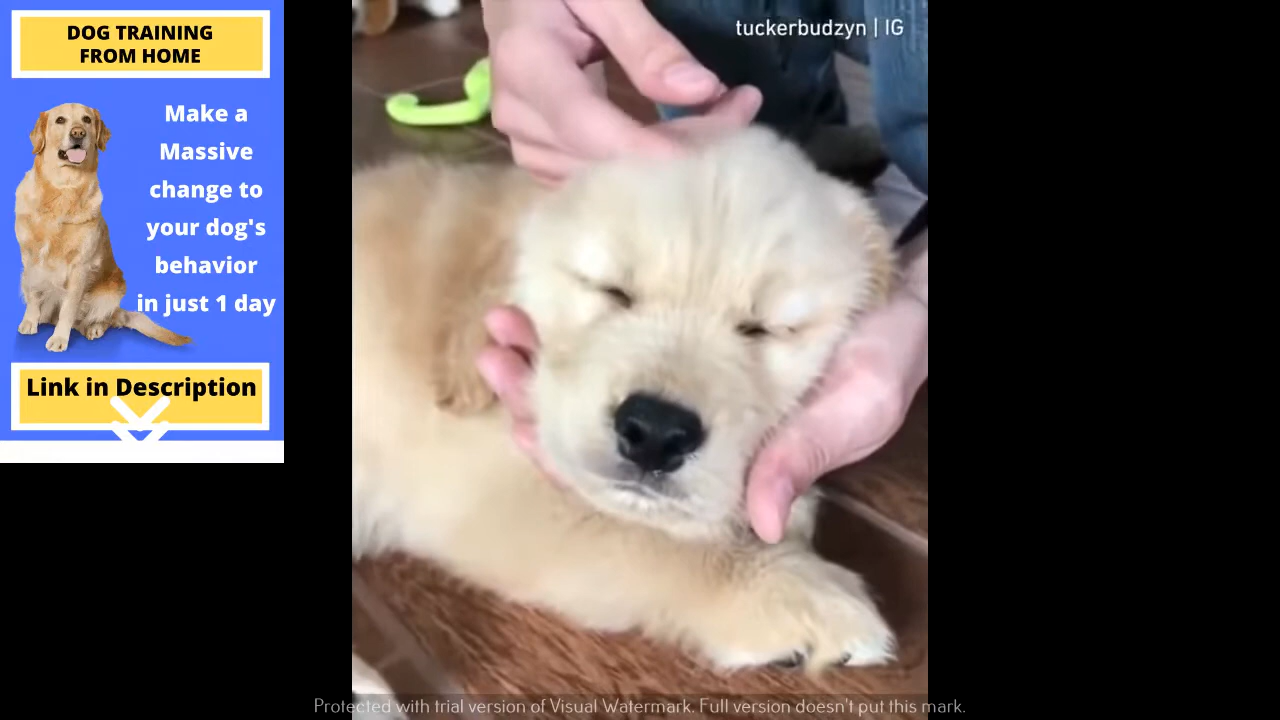 DOG TRAINING
FROM HOME
Make a
Massive
change to
your dog's
behavior
in just 1 day
Link in Description
tuckerbudzyn | IG
Protected with trial version of Visual Watermark. Full version doesn't put this mark.